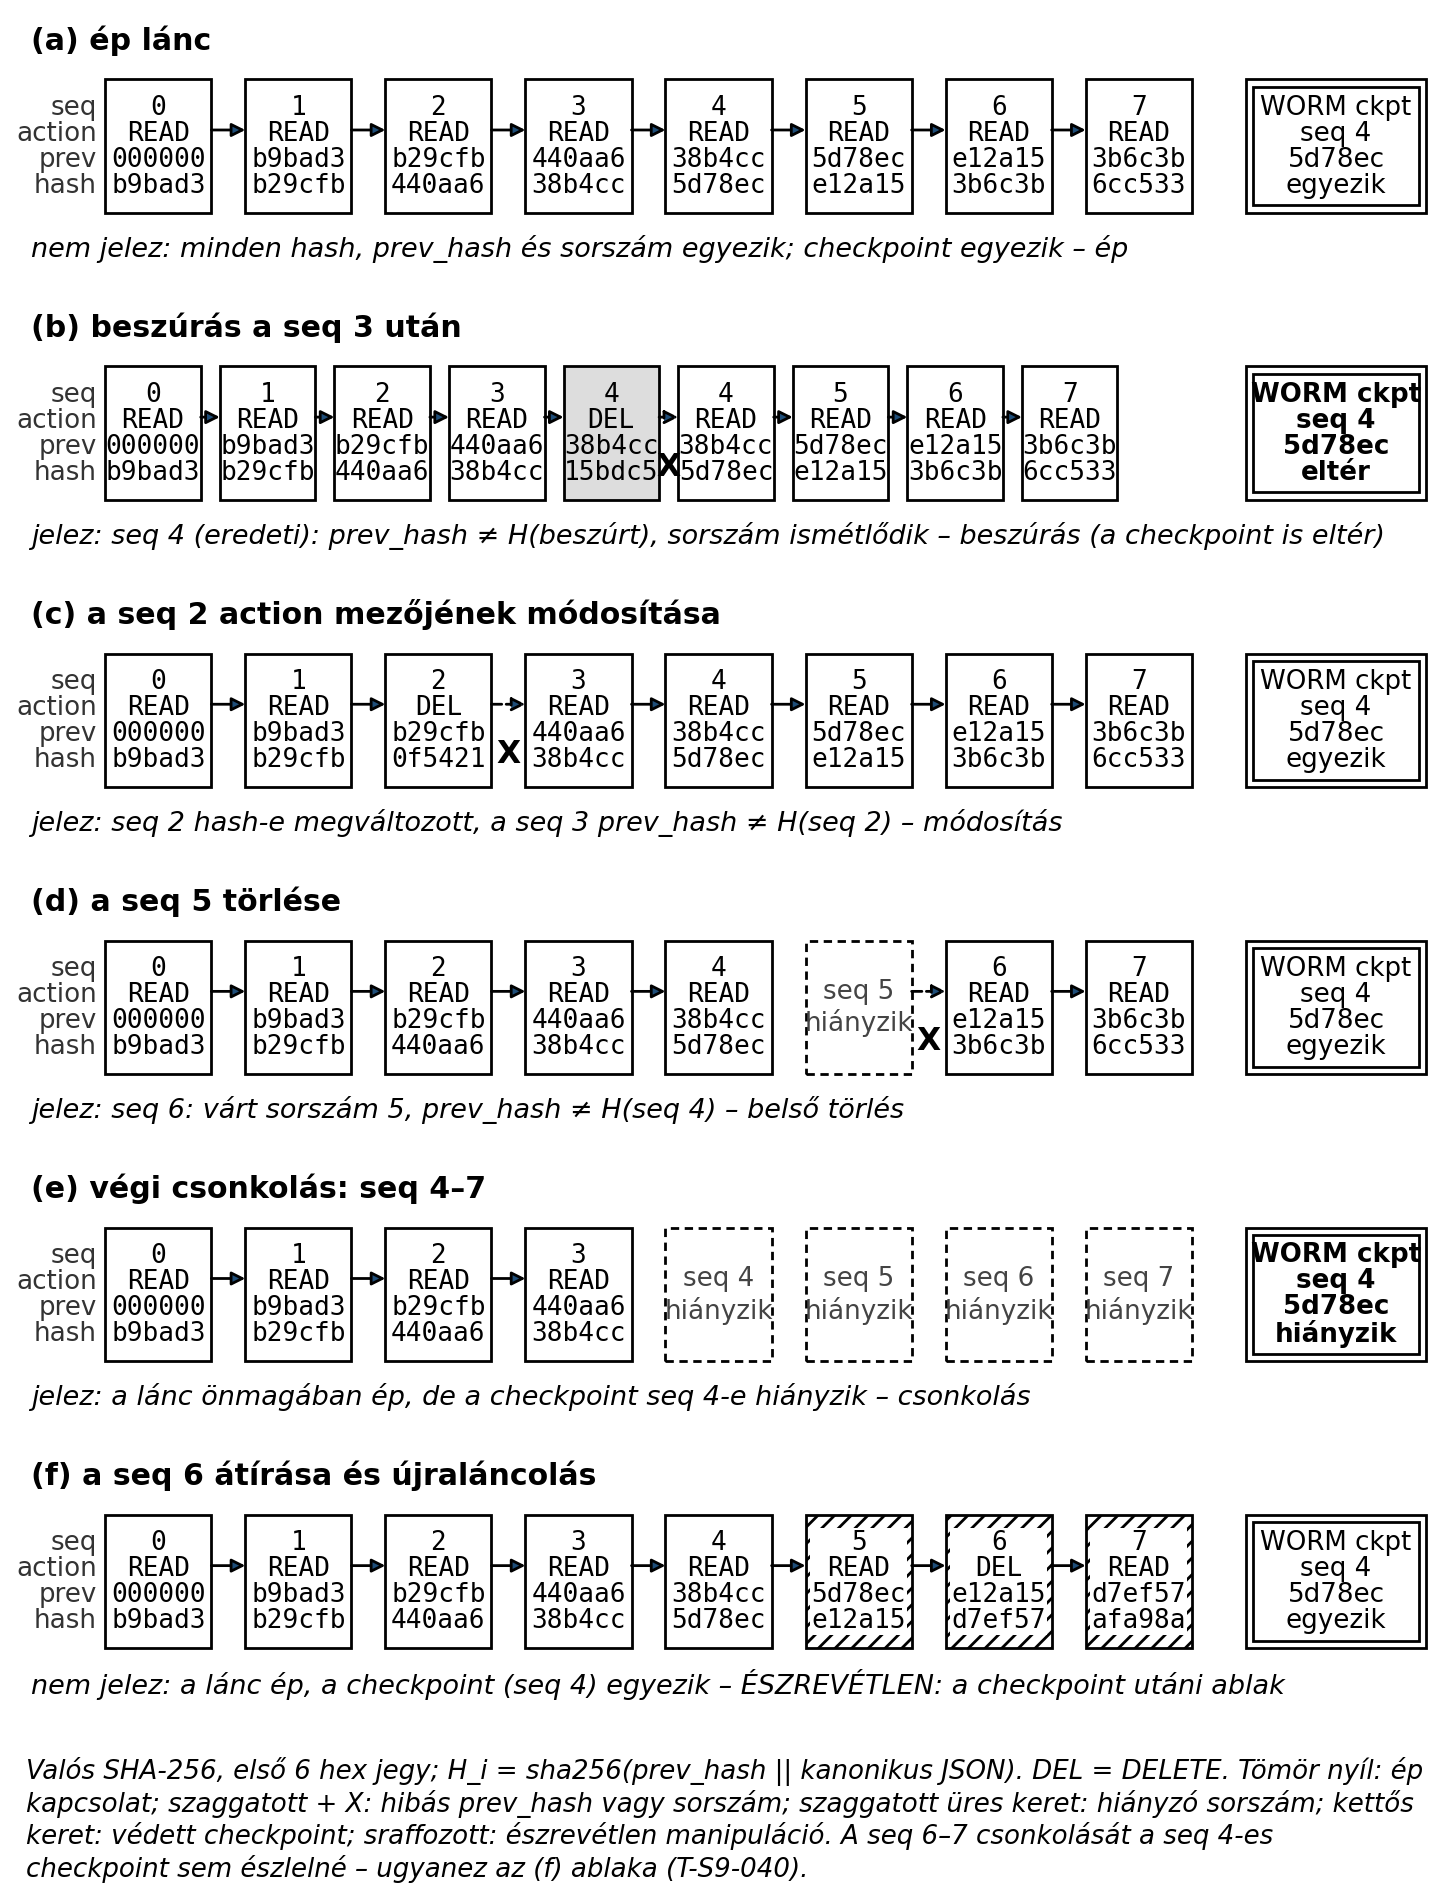 (a) ép lánc
seq 0 1 2 3 4 5 6 7 WORM ckpt
action READ READ READ READ READ READ READ READ seq 4
prev 000000 b9bad3 b29cfb 440aa6 38b4cc 5d78ec e12a15 3b6c3b 5d78ec
hash b9bad3 b29cfb 440aa6 38b4cc 5d78ec e12a15 3b6c3b 6cc533 egyezik
nem jelez: minden hash, prev_hash és sorszám egyezik; checkpoint egyezik – ép
(b) beszúrás a seq 3 után
seq 0 1 2 3 4 4 5 6 7 WORM ckpt
action READ READ READ READ DEL READ READ READ READ seq 4
prev 000000 b9bad3 b29cfb 440aa6 38b4cc 38b4cc 5d78ec e12a15 3b6c3b 5d78ec
hash b9bad3 b29cfb 440aa6 38b4cc 15bdc5 X 5d78ec e12a15 3b6c3b 6cc533 eltér
jelez: seq 4 (eredeti): prev_hash ≠ H(beszúrt), sorszám ismétlődik – beszúrás (a checkpoint is eltér)
(c) a seq 2 action mezőjének módosítása
seq 0 1 2 3 4 5 6 7 WORM ckpt
action READ READ DEL READ READ READ READ READ seq 4
prev 000000 b9bad3 b29cfb 440aa6 38b4cc 5d78ec e12a15 3b6c3b 5d78ec
hash b9bad3 b29cfb 0f5421 X 38b4cc 5d78ec e12a15 3b6c3b 6cc533 egyezik
jelez: seq 2 hash-e megváltozott, a seq 3 prev_hash ≠ H(seq 2) – módosítás
(d) a seq 5 törlése
seq 0 1 2 3 4 6 7 WORM ckpt
action READ READ READ READ READ seq 5 READ READ seq 4
prev 000000 b9bad3 b29cfb 440aa6 38b4cc hiányzik e12a15 3b6c3b 5d78ec
hash b9bad3 b29cfb 440aa6 38b4cc 5d78ec X 3b6c3b 6cc533 egyezik
jelez: seq 6: várt sorszám 5, prev_hash ≠ H(seq 4) – belső törlés
(e) végi csonkolás: seq 4–7
seq 0 1 2 3 WORM ckpt
action READ READ READ READ seq 4 seq 5 seq 6 seq 7 seq 4
prev 000000 b9bad3 b29cfb 440aa6 hiányzik hiányzik hiányzik hiányzik 5d78ec
hash b9bad3 b29cfb 440aa6 38b4cc hiányzik
jelez: a lánc önmagában ép, de a checkpoint seq 4-e hiányzik – csonkolás
(f) a seq 6 átírása és újraláncolás
seq 0 1 2 3 4 5 6 7 WORM ckpt
action READ READ READ READ READ READ DEL READ seq 4
prev 000000 b9bad3 b29cfb 440aa6 38b4cc 5d78ec e12a15 d7ef57 5d78ec
hash b9bad3 b29cfb 440aa6 38b4cc 5d78ec e12a15 d7ef57 afa98a egyezik
nem jelez: a lánc ép, a checkpoint (seq 4) egyezik – ÉSZREVÉTLEN: a checkpoint utáni ablak
Valós SHA-256, első 6 hex jegy; H_i = sha256(prev_hash || kanonikus JSON). DEL = DELETE. Tömör nyíl: ép
kapcsolat; szaggatott + X: hibás prev_hash vagy sorszám; szaggatott üres keret: hiányzó sorszám; kettős
keret: védett checkpoint; sraffozott: észrevétlen manipuláció. A seq 6–7 csonkolását a seq 4-es
checkpoint sem észlelné – ugyanez az (f) ablaka (T-S9-040).